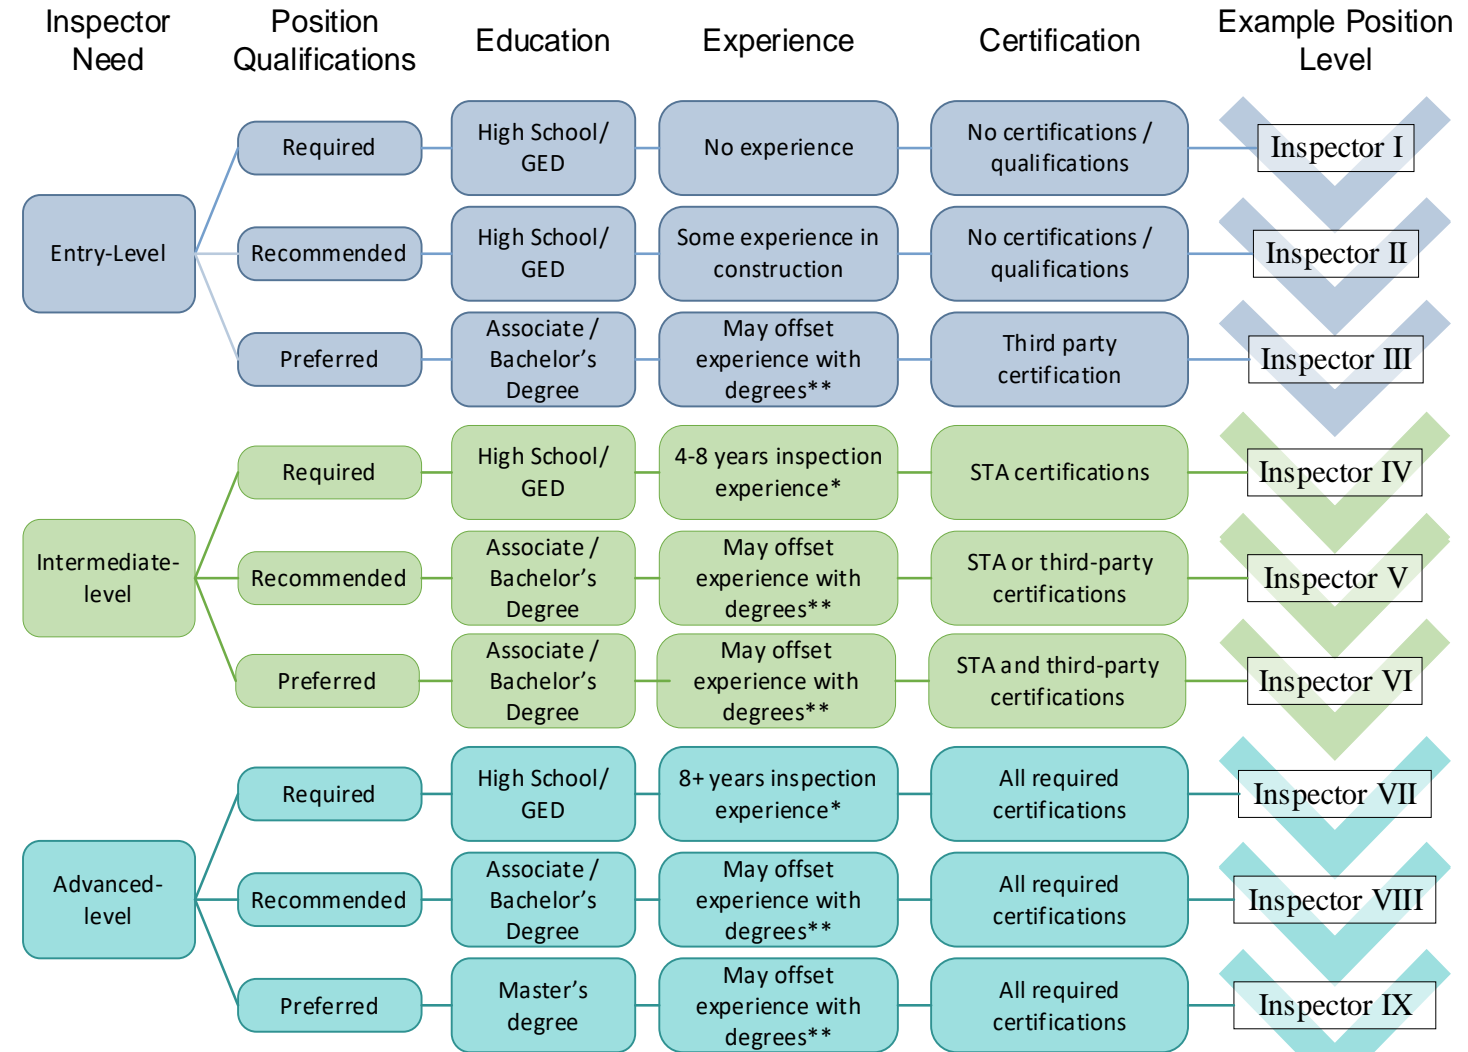 Inspector
Need
Position
Qualifications
Education
Experience
Certification
Example Position
Level
Entry-Level
Required
High School/
GED
No experience
No certifications /
qualifications
Inspector I
Recommended
High School/
GED
Some experience in
construction
No certifications /
qualifications
Inspector II
Preferred
Associate /
Bachelor's
Degree
May offset
experience with
degrees**
Third party
certification
Inspector III
Intermediate-
level
Required
High School/
GED
4-8 years inspection
experience*
STA certifications
Inspector IV
Recommended
Associate /
Bachelor's
Degree
May offset
experience with
degrees**
STA or third-party
certifications
Inspector V
Preferred
Associate /
Bachelor's
Degree
May offset
experience with
degrees**
STA and third-party
certifications
Inspector VI
Advanced-
level
Required
High School/
GED
8+ years inspection
experience*
All required
certifications
Inspector VII
Recommended
Associate /
Bachelor's
Degree
May offset
experience with
degrees**
All required
certifications
Inspector VIII
Preferred
Master's
degree
May offset
experience with
degrees**
All required
certifications
Inspector IX